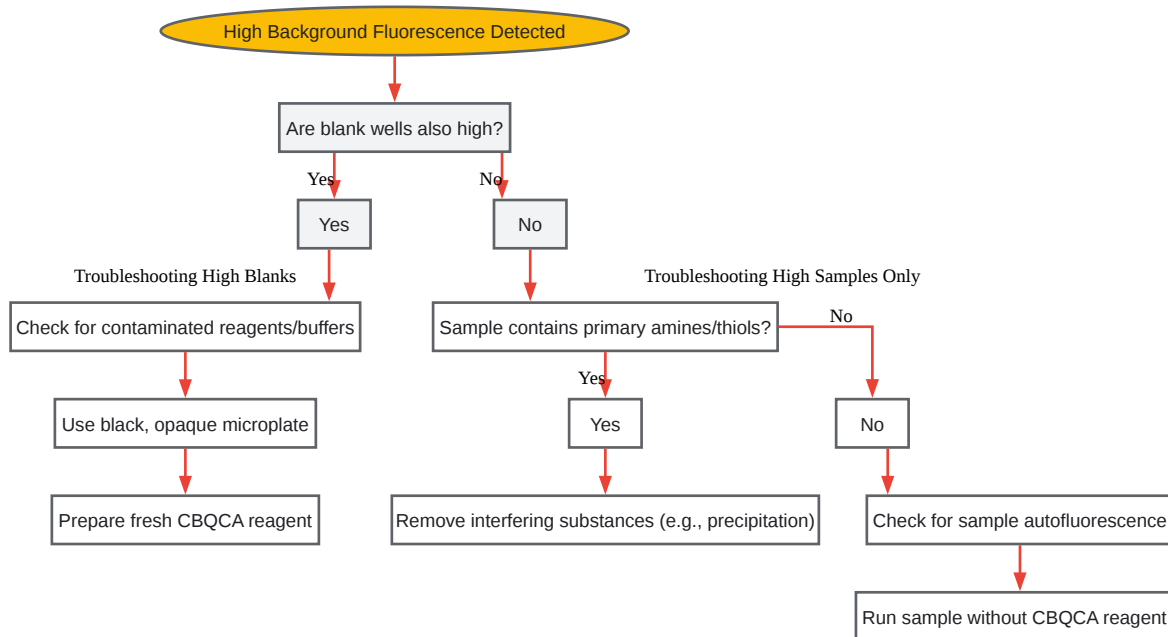 High Background Fluorescence Detected
Are blank wells also high?
Yes
No
Yes
No
Troubleshooting High Blanks
Troubleshooting High Samples Only
Check for contaminated reagents/buffers
Sample contains primary amines/thiols?
No
Yes
Use black, opaque microplate
Yes
No
Prepare fresh CBQCA reagent
Remove interfering substances (e.g., precipitation)
Check for sample autofluorescence
Run sample without CBQCA reagent